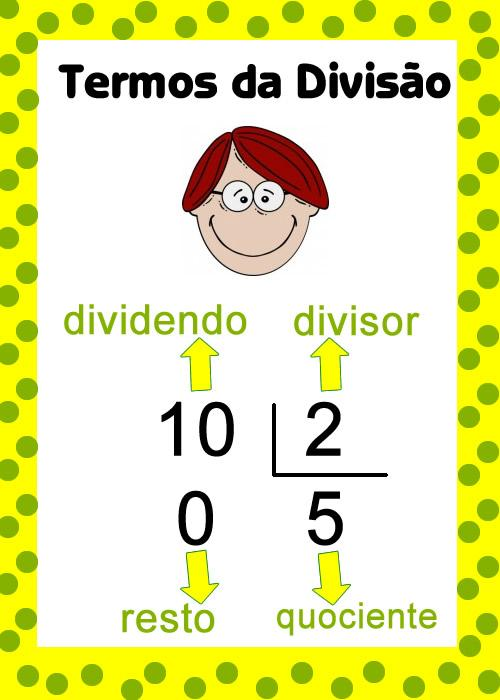 Termos da Divisão
dividendo divisor
10 2
0 5
resto quociente